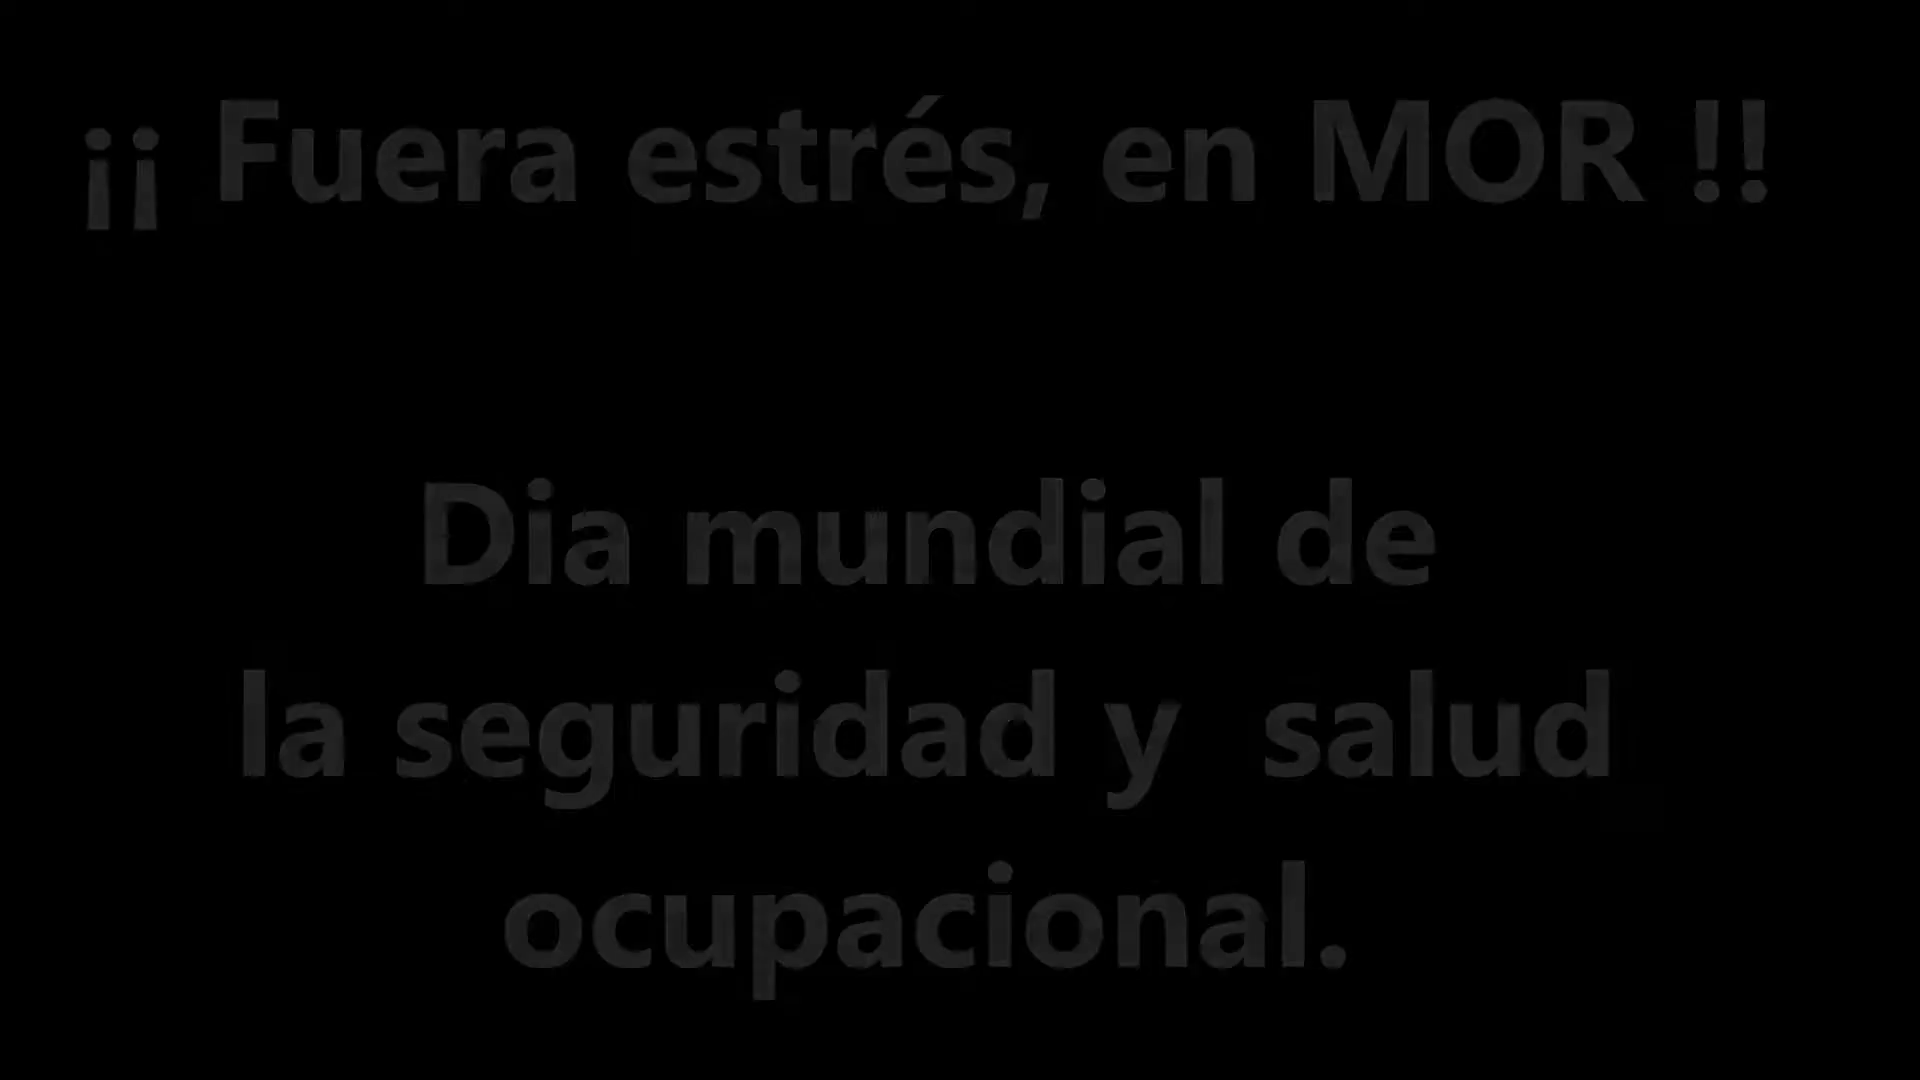 ¡¡ Fuera estrés, en MOR !!
Dia mundial de
la seguridad y  salud
ocupacional.